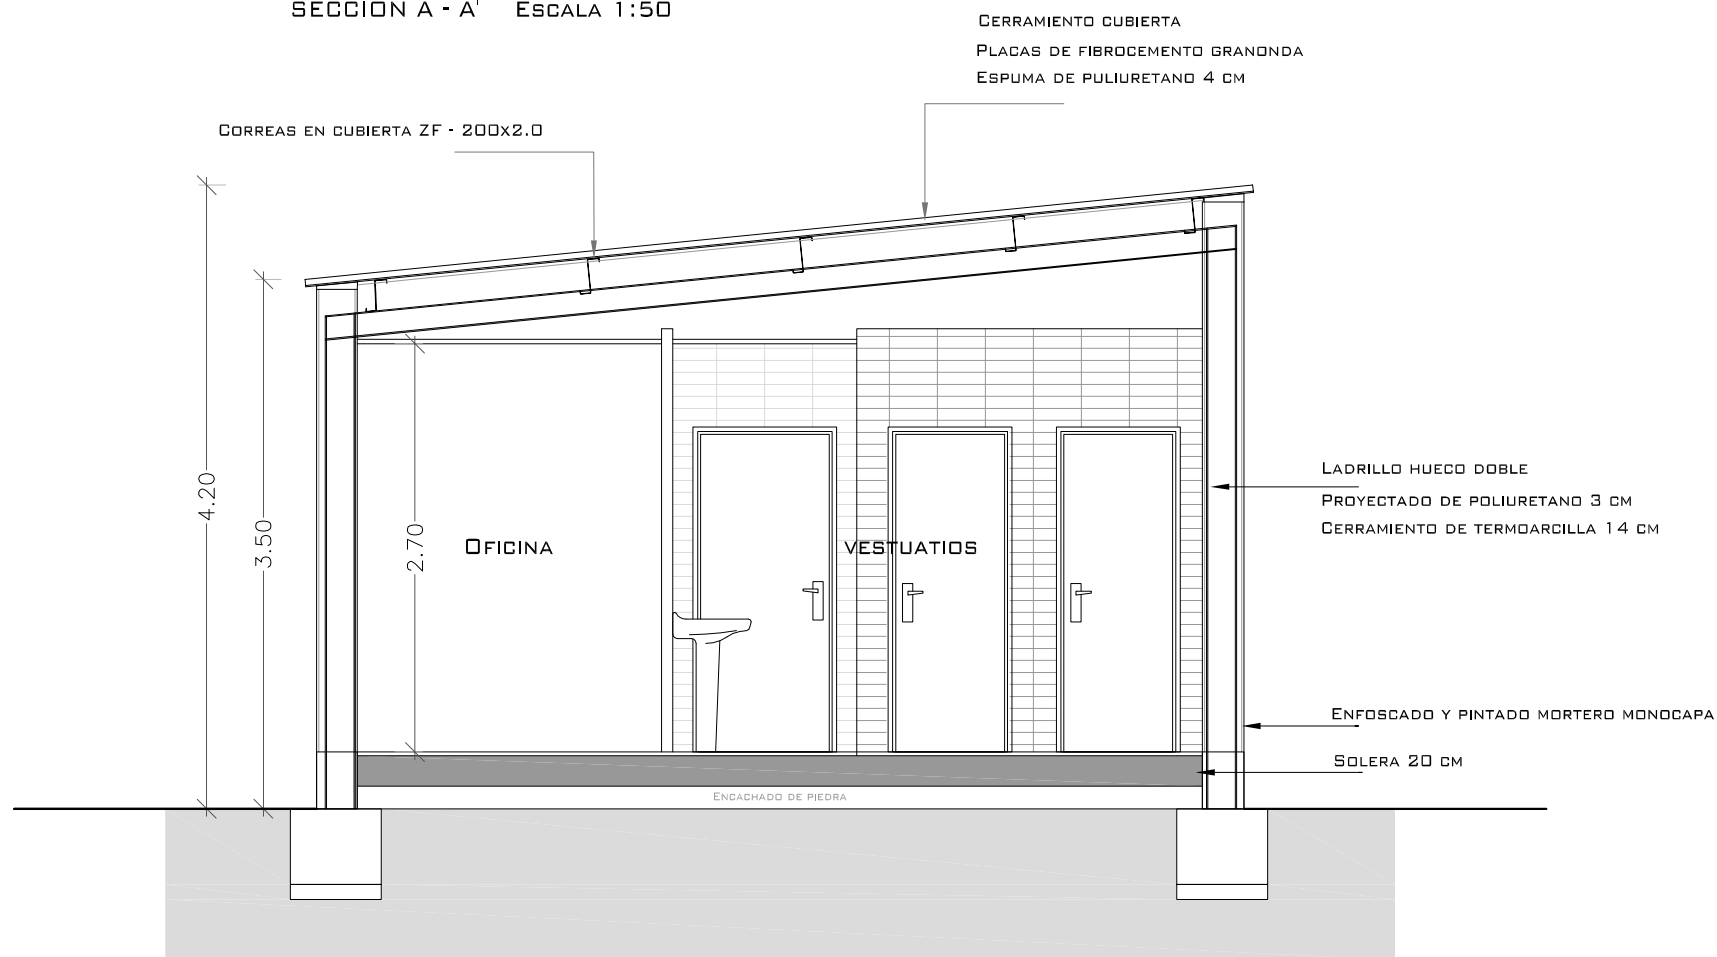 SECCION A - A' ESCALA 1:50
CERRAMIENTO CUBIERTA
PLACAS DE FIBROCEMENTO GRANONDA
ESPUMA DE PULIURETANO 4 CM
CORREAS EN CUBIERTA ZF - 200x2.0
4.20
3.50
2.70
OFICINA
VESTUATIOS
LADRILLO HUECO DOBLE
PROYECTADO DE POLIURETANO 3 CM
CERRAMIENTO DE TERMOARCILLA 14 CM
ENFOSCADO Y PINTADO MORTERO MONOCAPA
SOLERA 20 CM
ENCACHADO DE PIEDRA